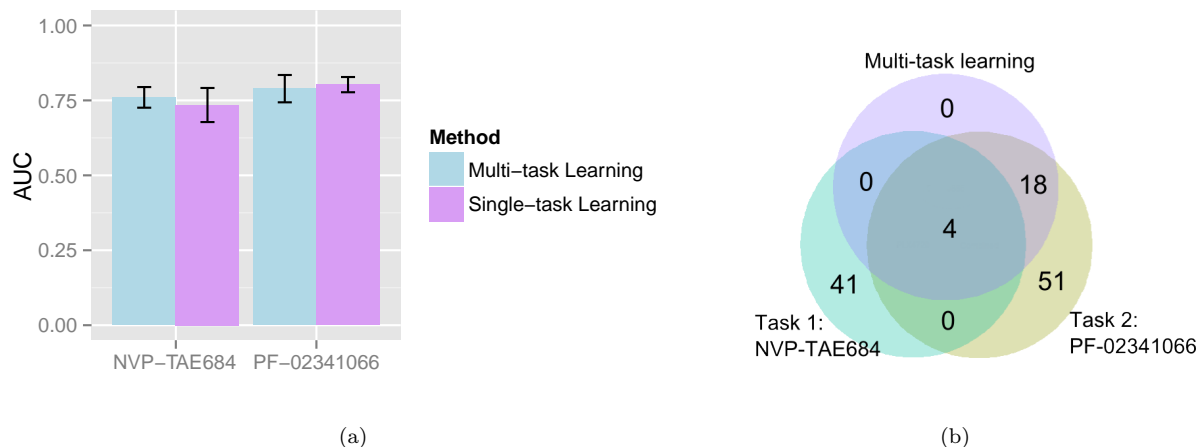 1.00
0.75
0.50
0.25
0.00
AUC
NVP−TAE684 PF−02341066
Method
Multi−task Learning
Single−task Learning
(a)
Multi-task learning
0
0
18
4
41
51
0
Task 1:
NVP-TAE684
Task 2:
PF-02341066
(b)